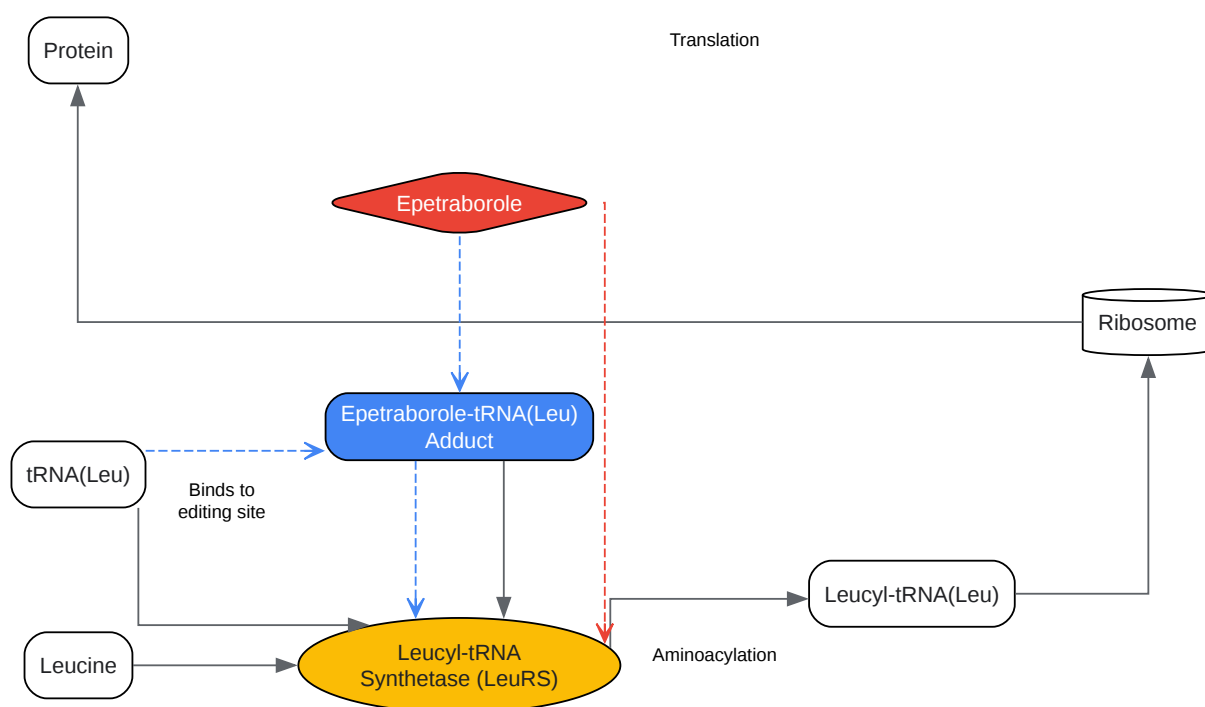 Protein
Translation
Epetraborole
Ribosome
Epetraborole-tRNA(Leu)
Adduct
tRNA(Leu)
Binds to
editing site
Leucyl-tRNA(Leu)
Leucine
Leucyl-tRNA
Synthetase (LeuRS)
Aminoacylation